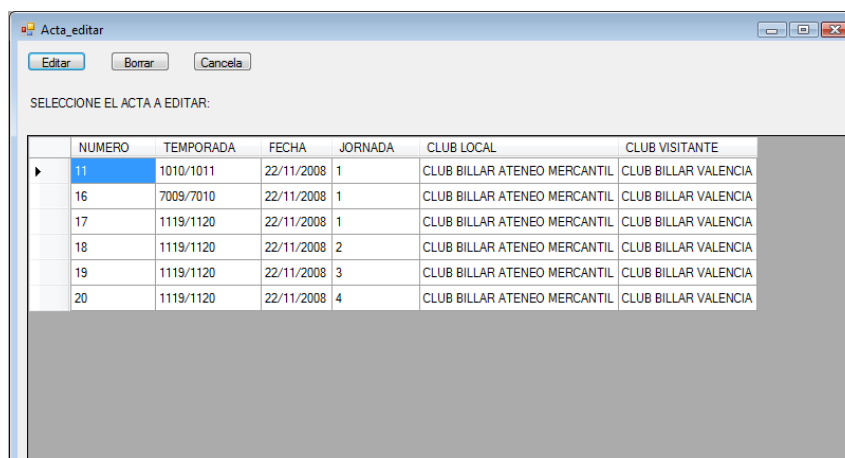 Acta_editar
Editar Borrar Cancela
SELECCIONE EL ACTA A EDITAR:
NUMERO TEMPORADA FECHA JORNADA CLUB LOCAL CLUB VISITANTE
11 1010/1011 22/11/2008 1 CLUB BILLAR ATENEO MERCANTIL CLUB BILLAR VALENCIA
16 7009/7010 22/11/2008 1 CLUB BILLAR ATENEO MERCANTIL CLUB BILLAR VALENCIA
17 1119/1120 22/11/2008 1 CLUB BILLAR ATENEO MERCANTIL CLUB BILLAR VALENCIA
18 1119/1120 22/11/2008 2 CLUB BILLAR ATENEO MERCANTIL CLUB BILLAR VALENCIA
19 1119/1120 22/11/2008 3 CLUB BILLAR ATENEO MERCANTIL CLUB BILLAR VALENCIA
20 1119/1120 22/11/2008 4 CLUB BILLAR ATENEO MERCANTIL CLUB BILLAR VALENCIA